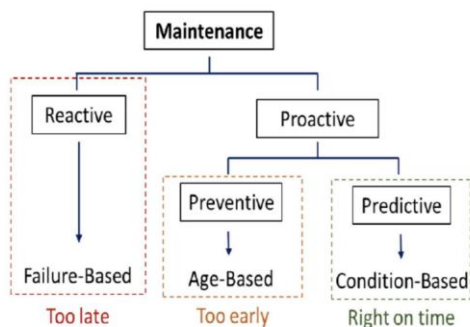 Maintenance
Reactive
Proactive
Preventive
Predictive
Failure-Based
Age-Based
Condition-Based
Too late
Too early
Right on time